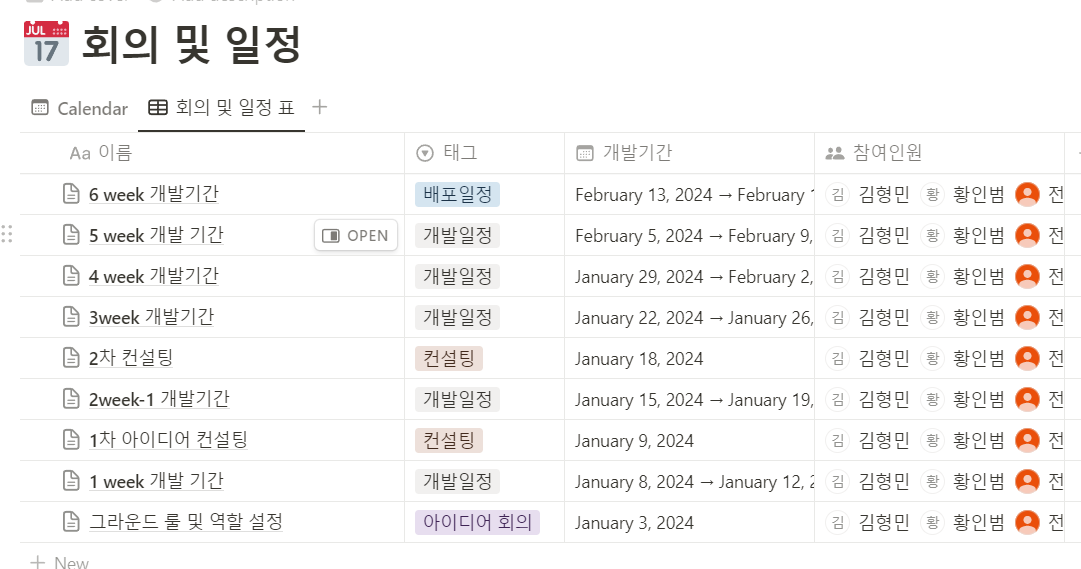 Add cover Add description
JUL
17
회의 및 일정
Calendar 회의 및 일정 표
Aa 이름 태그 개발기간 참여인원
6 week 개발기간 배포일정 February 13, 2024 → February 김 김형민 황 황인범 전
5 week 개발 기간 OPEN 개발일정 February 5, 2024 → February 9, 김 김형민 황 황인범 전
4 week 개발기간 개발일정 January 29, 2024 → February 2, 김 김형민 황 황인범 전
3week 개발기간 개발일정 January 22, 2024 → January 26, 김 김형민 황 황인범 전
2차 컨설팅 컨설팅 January 18, 2024 김 김형민 황 황인범 전
2week-1 개발기간 개발일정 January 15, 2024 → January 19, 김 김형민 황 황인범 전
1차 아이디어 컨설팅 컨설팅 January 9, 2024 김 김형민 황 황인범 전
1 week 개발 기간 개발일정 January 8, 2024 → January 12, 김 김형민 황 황인범 전
그라운드 룰 및 역할 설정 아이디어 회의 January 3, 2024 김 김형민 황 황인범 전
New